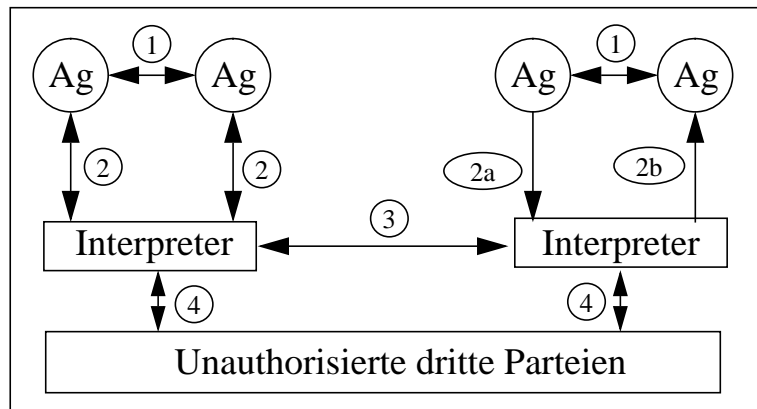 1 1
Ag Ag Ag Ag
2 2 2a 2b
3
Interpreter Interpreter
4 4
Unauthorisierte dritte Parteien